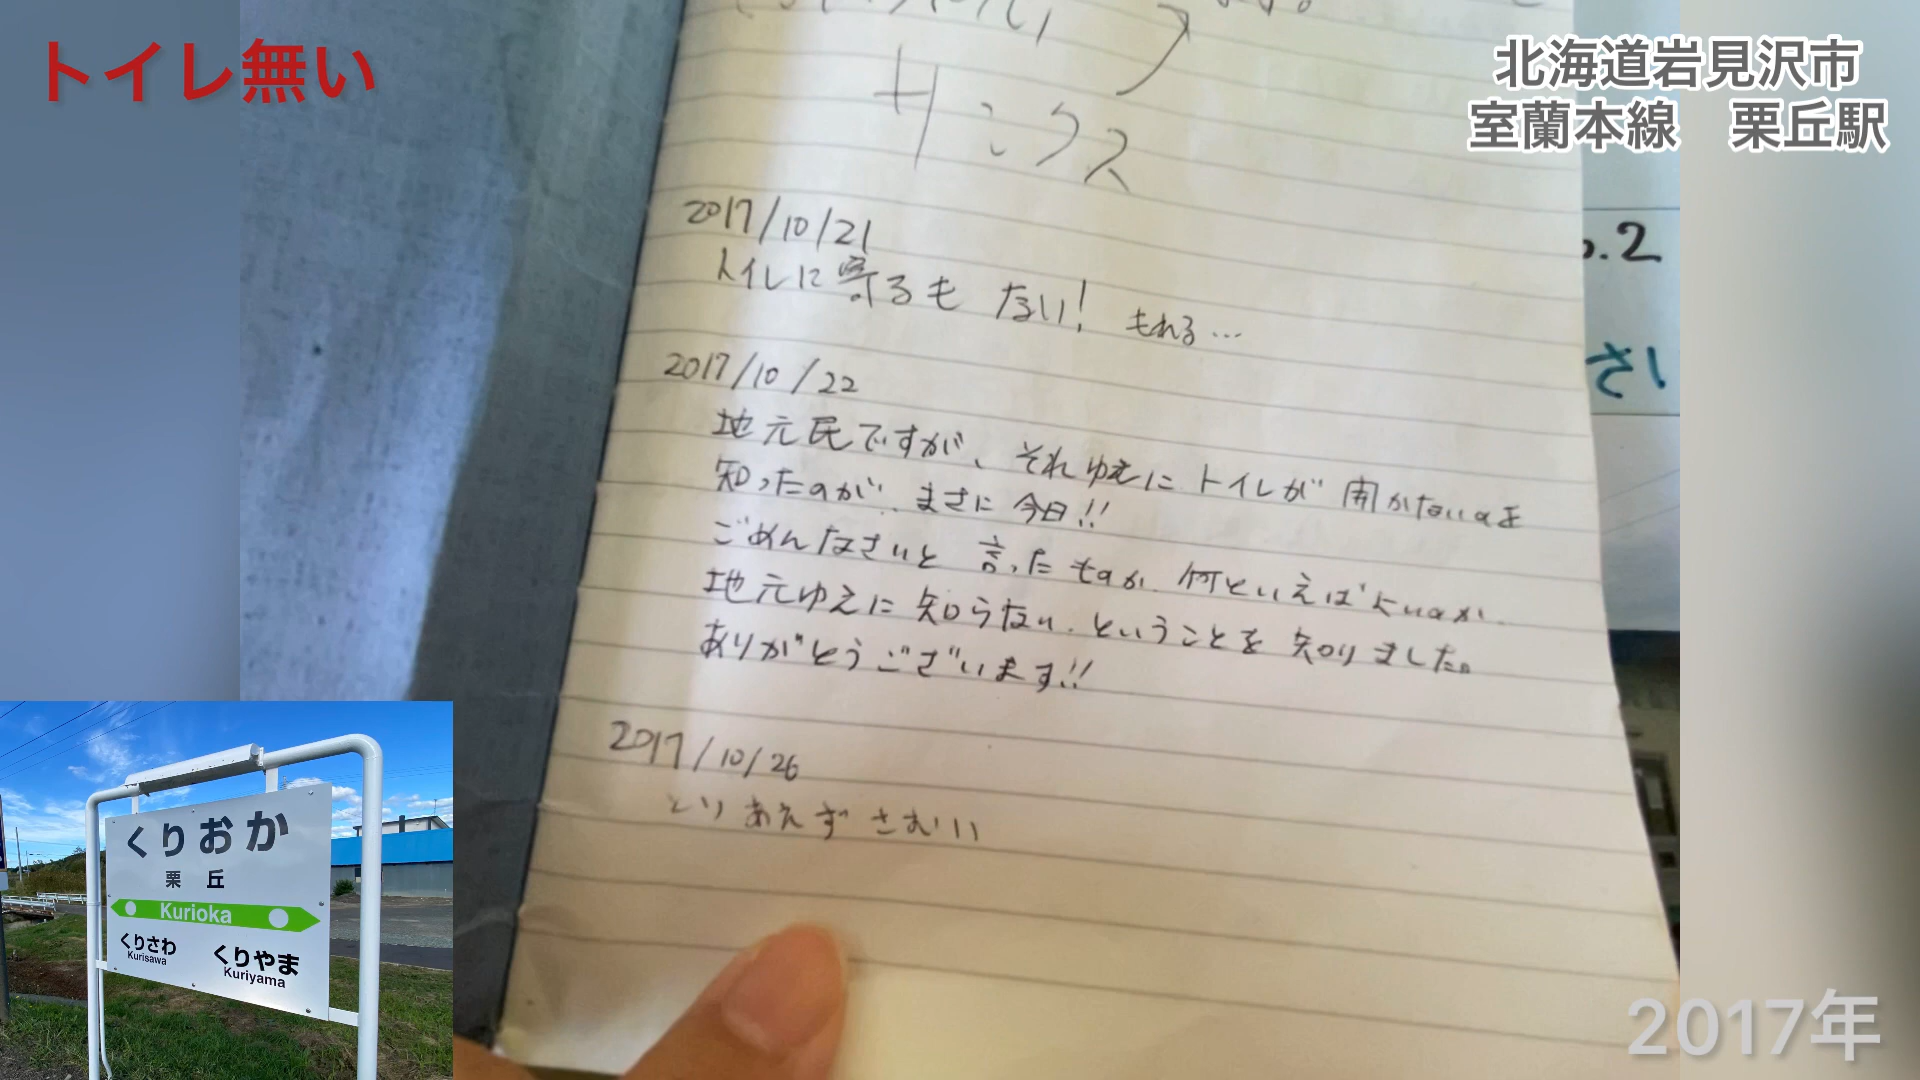 トイレ無い
北海道岩見沢市
室蘭本線 栗丘駅
サンクス
2017/10/21
トイレに寄るも ない! もれる…
2017/10/22
地元民ですが、それゆえに トイレが 開かないのを
知ったのが、まさに 今日!!
ごめんなさいと 言ったものか、何といえばよいのか、
地元ゆえに 知らない、ということを 知りました。
ありがとうございます!!
2017/10/26
とりあえず さむいい
.2
さい
くりおか
栗丘
Kurioka
くりさわ
Kurisawa
くりやま
Kuriyama
2017年